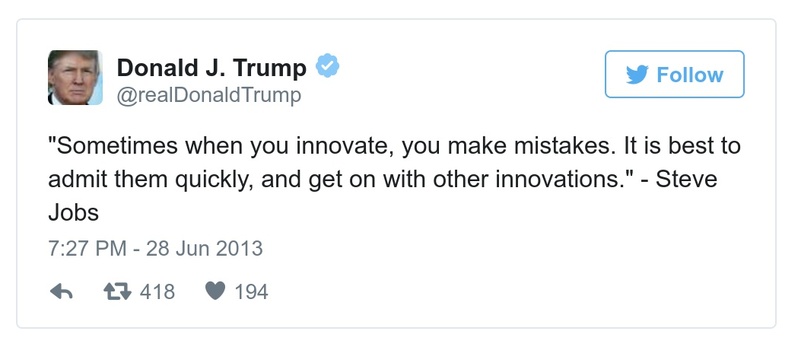 Donald J. Trump
@realDonaldTrump
Follow
"Sometimes when you innovate, you make mistakes. It is best to
admit them quickly, and get on with other innovations." - Steve
Jobs
7:27 PM - 28 Jun 2013
418 194